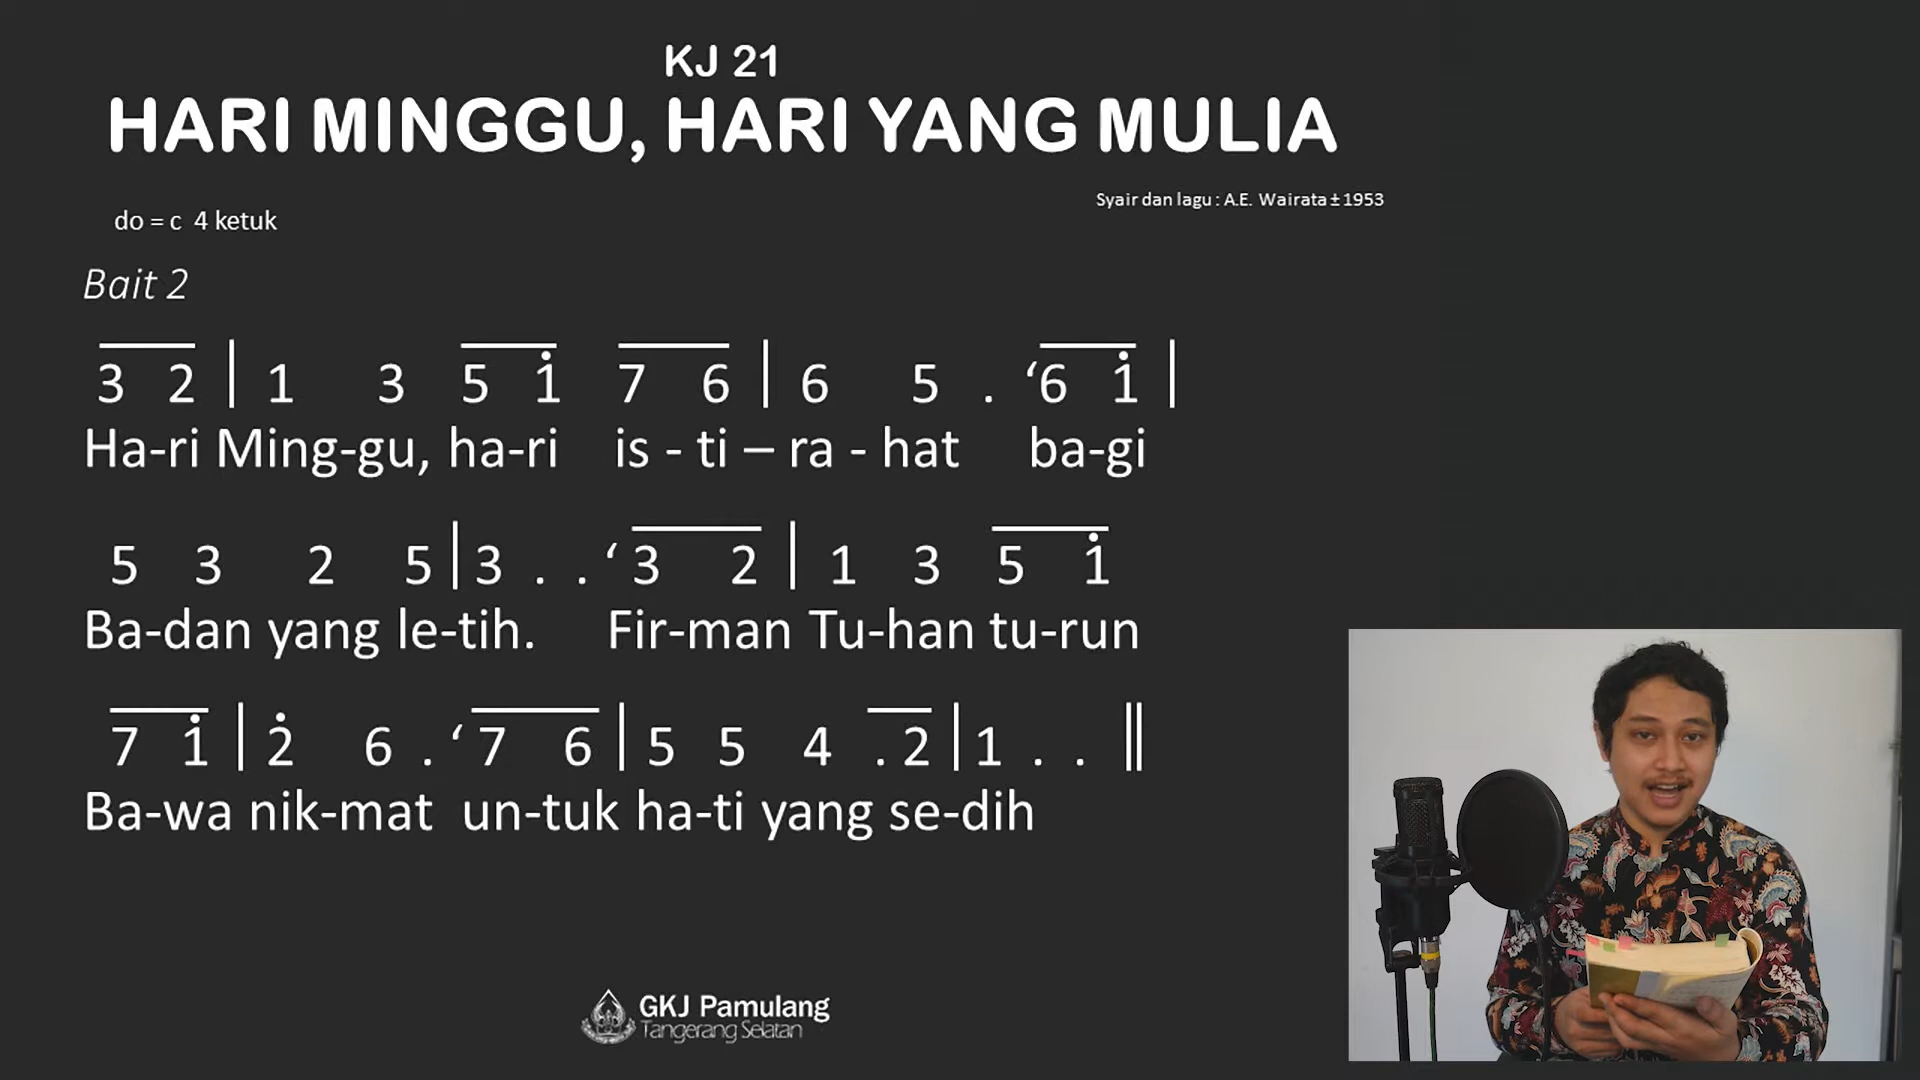 KJ 21
HARI MINGGU, HARI YANG MULIA
Syair dan lagu : A.E. Wairata ± 1953
do = c 4 ketuk
Bait 2
3 2 | 1 3 5 1̇ 7 6 | 6 5 . ‘6 1̇ |
Ha-ri Ming-gu, ha-ri is - ti – ra - hat ba-gi
5 3 2 5 | 3 . . ‘ 3 2 | 1 3 5 1̇
Ba-dan yang le-tih. Fir-man Tu-han tu-run
7 1̇ | 2̇ 6 . ‘ 7 6 | 5 5 4 . 2 | 1 . . ||
Ba-wa nik-mat un-tuk ha-ti yang se-dih
GKJ Pamulang
Tangerang Selatan